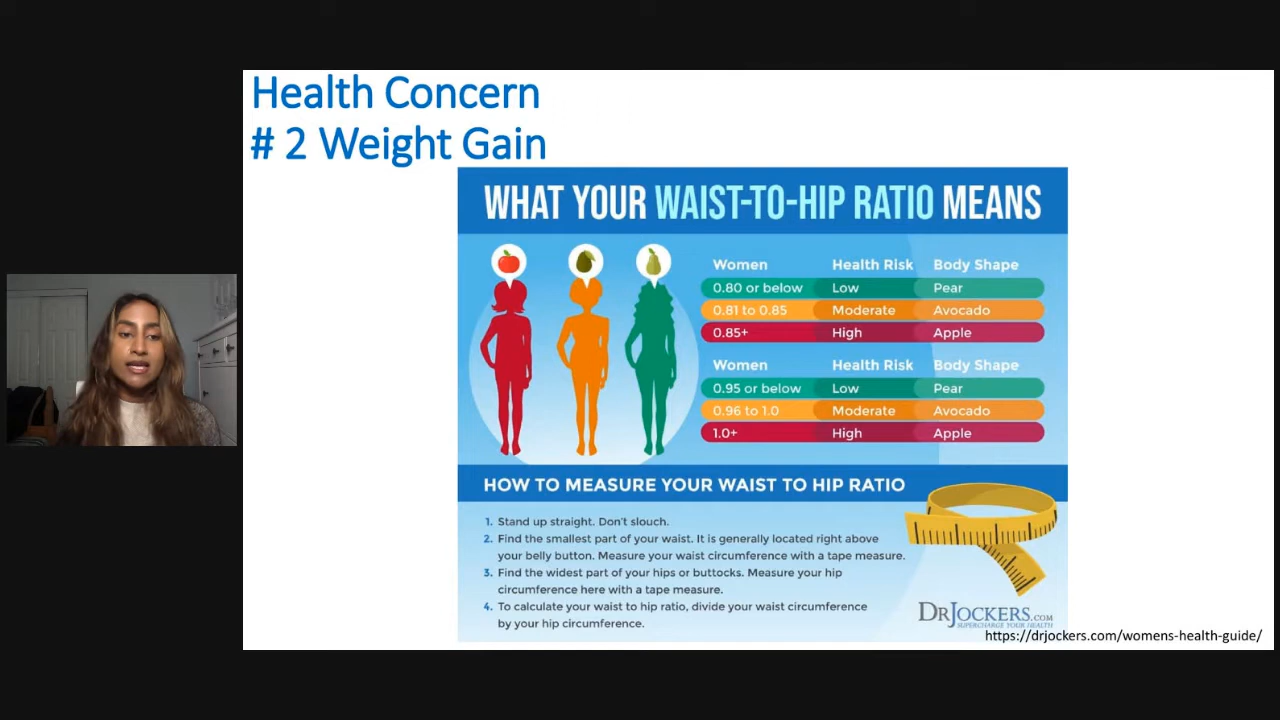 Health Concern
# 2 Weight Gain
WHAT YOUR WAIST-TO-HIP RATIO MEANS
Women Health Risk Body Shape
0.80 or below Low Pear
0.81 to 0.85 Moderate Avocado
0.85+ High Apple
Women Health Risk Body Shape
0.95 or below Low Pear
0.96 to 1.0 Moderate Avocado
1.0+ High Apple
HOW TO MEASURE YOUR WAIST TO HIP RATIO
1. Stand up straight. Don't slouch.
2. Find the smallest part of your waist. It is generally located right above
your belly button. Measure your waist circumference with a tape measure.
3. Find the widest part of your hips or buttocks. Measure your hip
circumference here with a tape measure.
4. To calculate your waist to hip ratio, divide your waist circumference
by your hip circumference.
DRJOCKERS.COM
SUPERCHARGE YOUR HEALTH
https://drjockers.com/womens-health-guide/